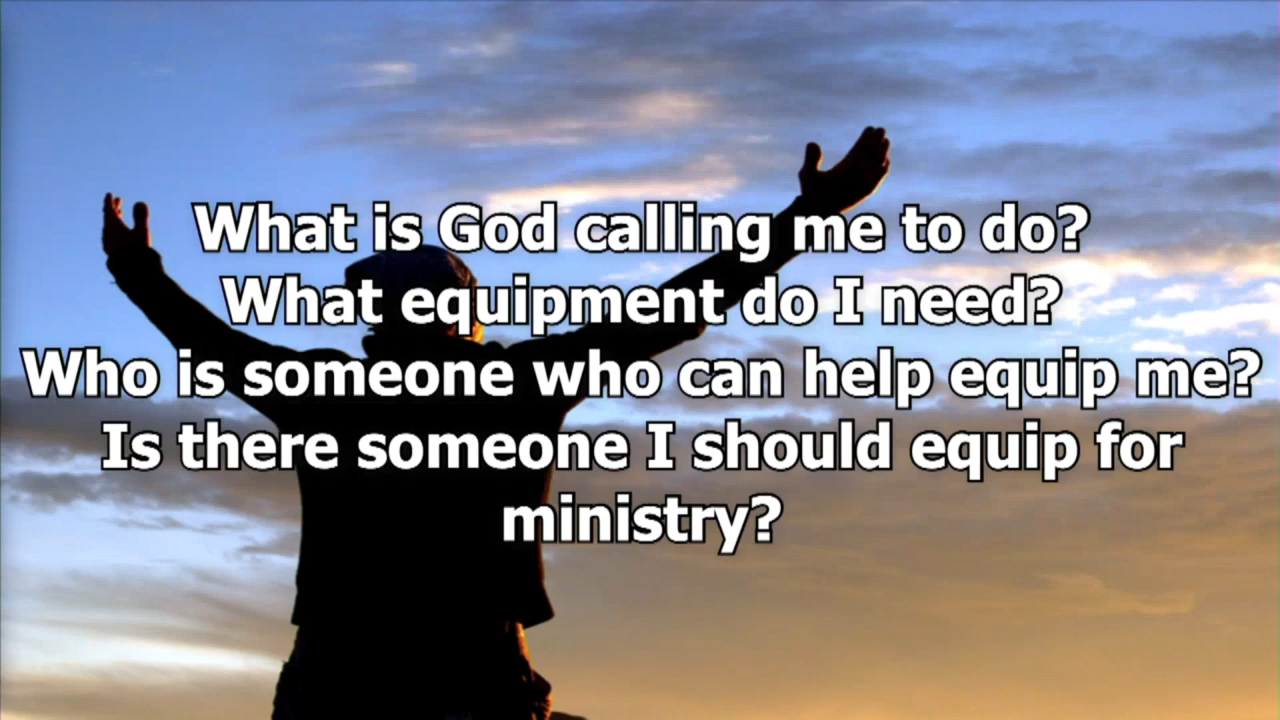 What is God calling me to do?
What equipment do I need?
Who is someone who can help equip me?
Is there someone I should equip for
ministry?